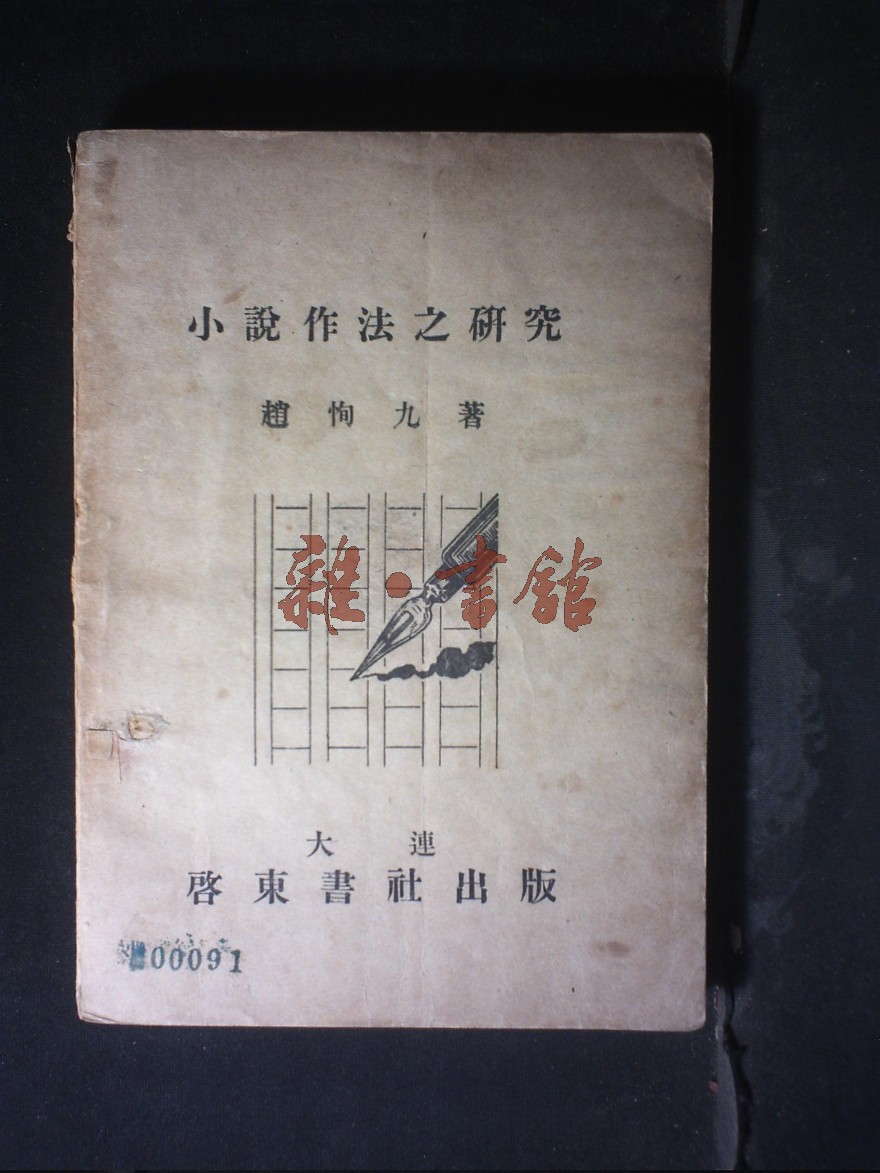 小說作法之研究
趙恂九著
雜·書館
大連
啓東書社出版
00091